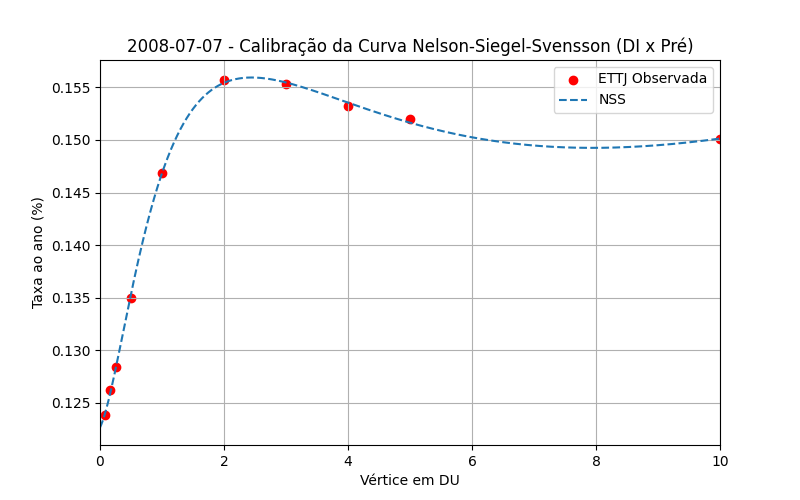 2008-07-07 - Calibração da Curva Nelson-Siegel-Svensson (DI x Pré)
ETTJ Observada
NSS
Taxa ao ano (%)
0.155
0.150
0.145
0.140
0.135
0.130
0.125
0 2 4 6 8 10
Vértice em DU